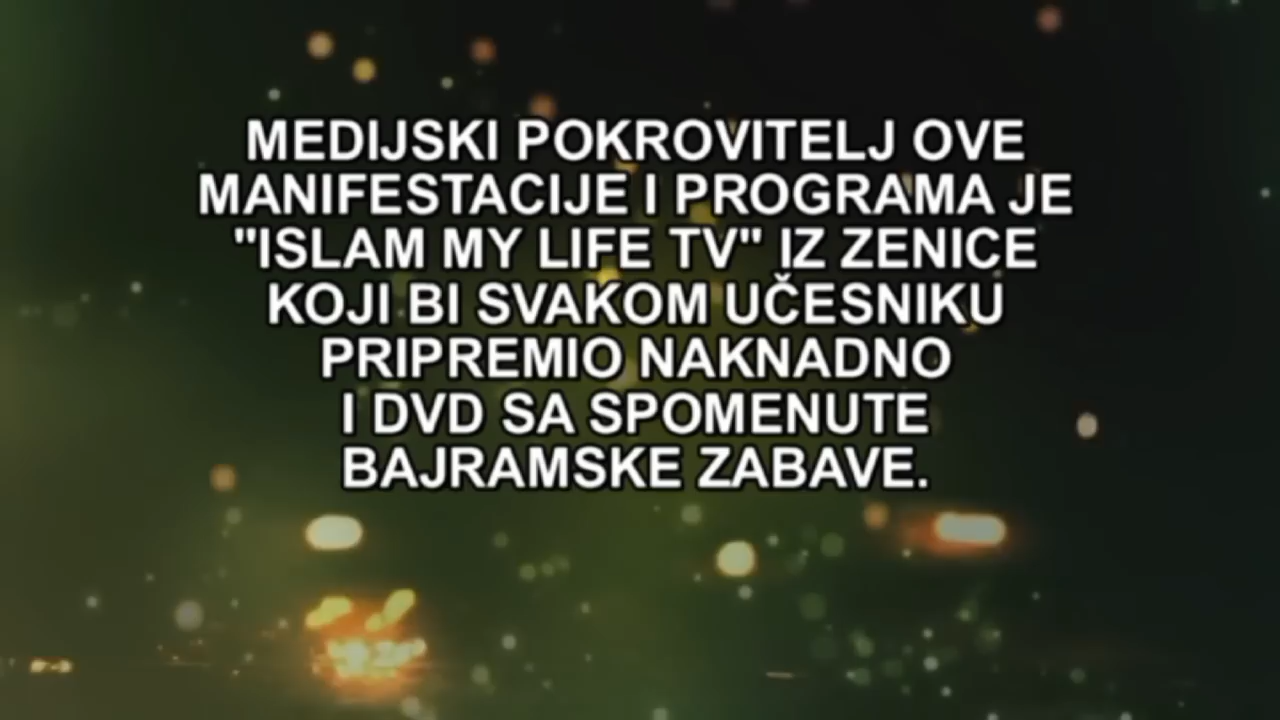 MEDIJSKI POKROVITELJ OVE
MANIFESTACIJE I PROGRAMA JE
"ISLAM MY LIFE TV" IZ ZENICE
KOJI BI SVAKOM UČESNIKU
PRIPREMIO NAKNADNO
I DVD SA SPOMENUTE
BAJRAMSKE ZABAVE.